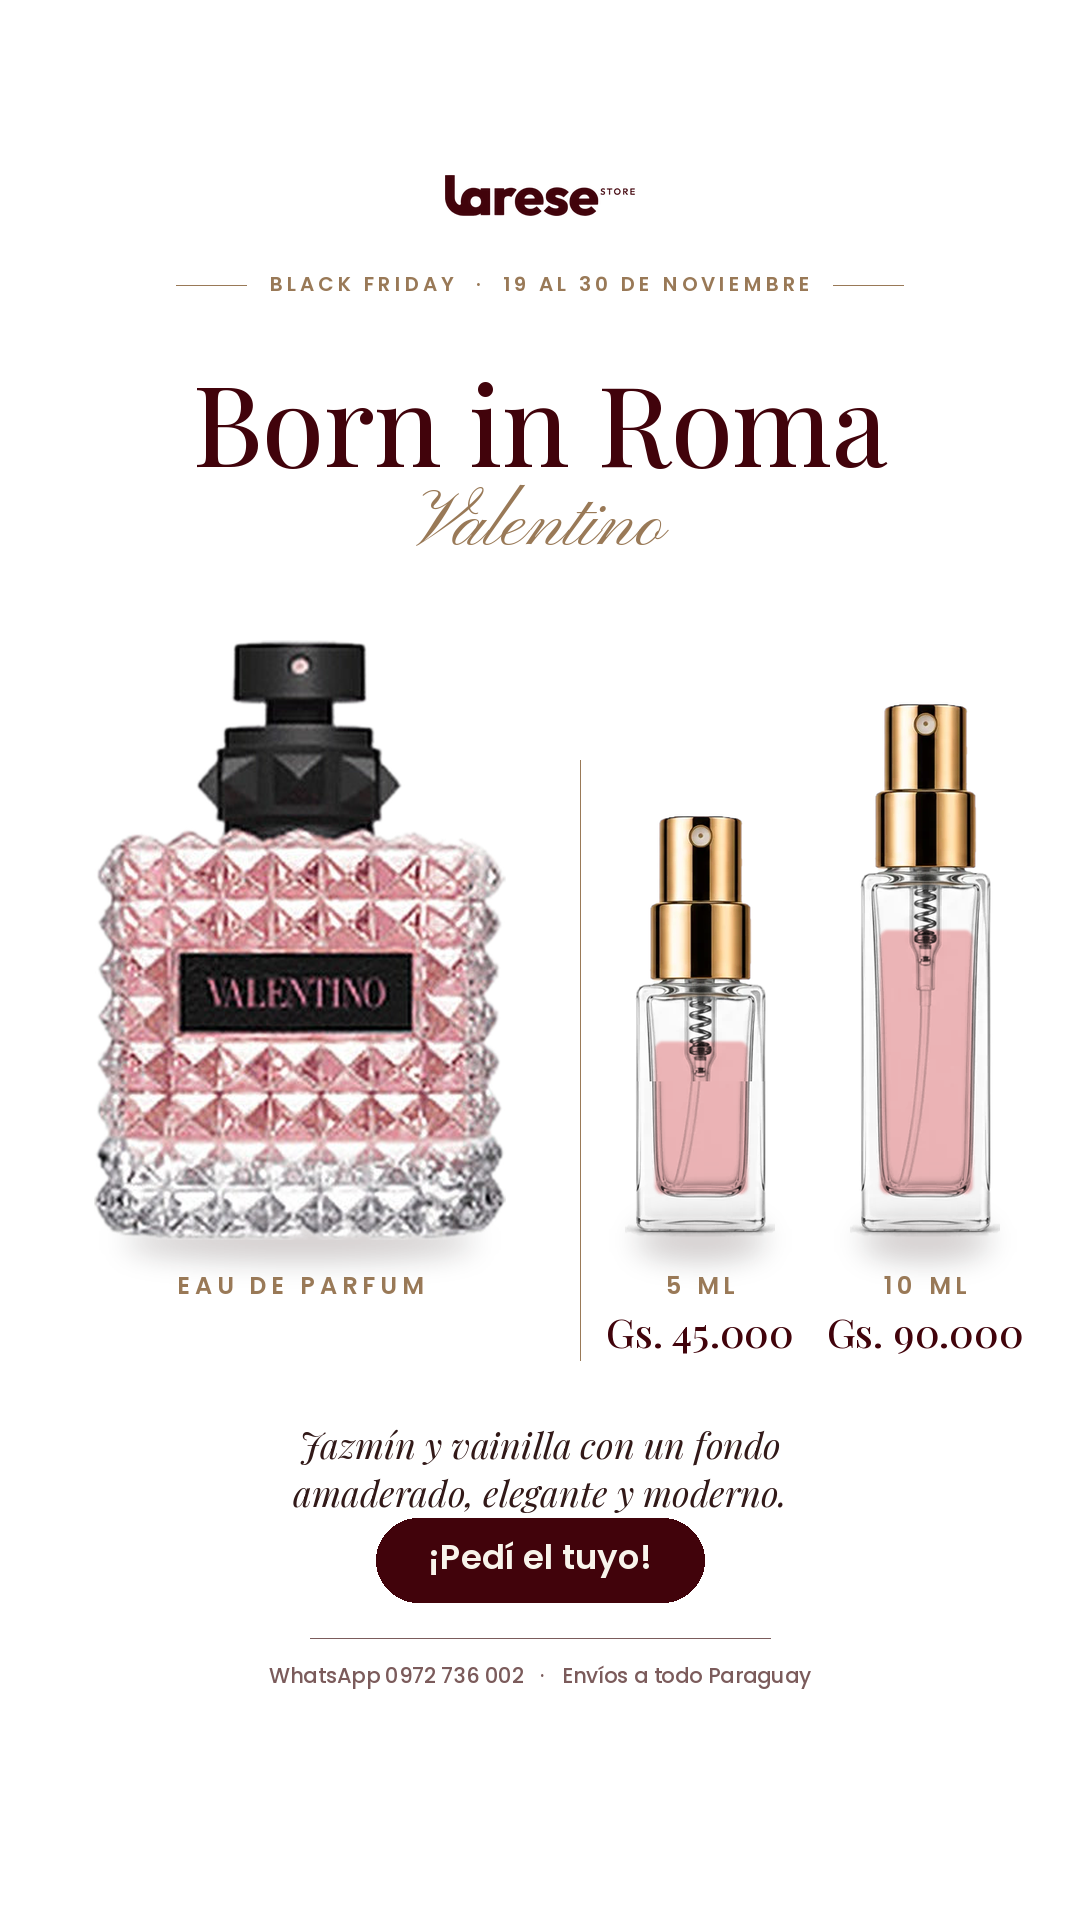 Larese STORE
BLACK FRIDAY · 19 AL 30 DE NOVIEMBRE
Born in Roma
Valentino
VALENTINO
EAU DE PARFUM
5 ML
Gs. 45.000
10 ML
Gs. 90.000
Jazmín y vainilla con un fondo
amaderado, elegante y moderno.
¡Pedí el tuyo!
WhatsApp 0972 736 002 · Envíos a todo Paraguay